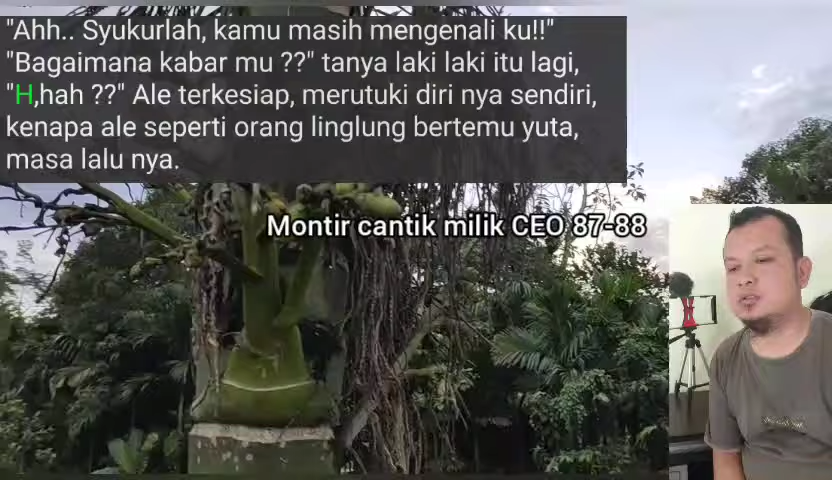 "Ahh.. Syukurlah, kamu masih mengenali ku!!"
"Bagaimana kabar mu ??" tanya laki laki itu lagi,
"H,hah ??" Ale terkesiap, merutuki diri nya sendiri,
kenapa ale seperti orang linglung bertemu yuta,
masa lalu nya.
Montir cantik milik CEO 87-88